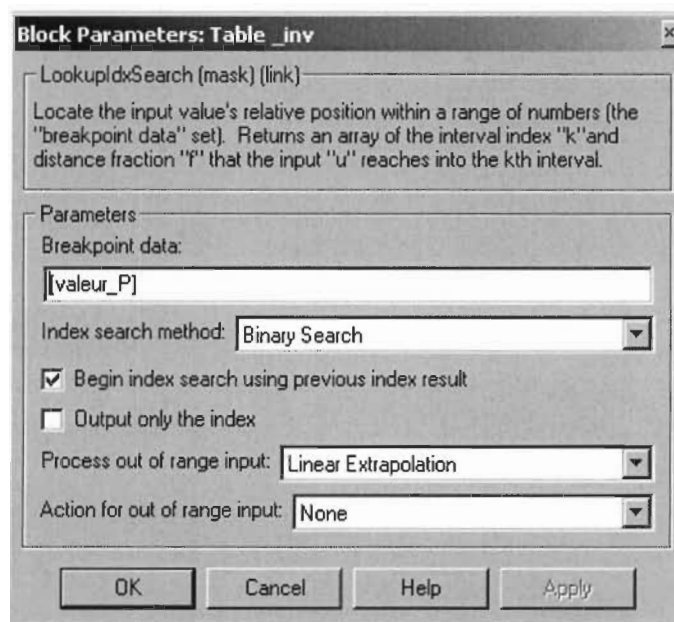 Block Parameters: Table _inv
LookupIdxSearch (mask) (link)
Locate the input value's relative position within a range of numbers (the
"breakpoint data" set). Returns an array of the interval index "k"and
distance fraction "f" that the input "u" reaches into the kth interval.
Parameters
Breakpoint data:
[valeur_P]
Index search method: Binary Search
Begin index search using previous index result
Output only the index
Process out of range input: Linear Extrapolation
Action for out of range input: None
OK Cancel Help Apply